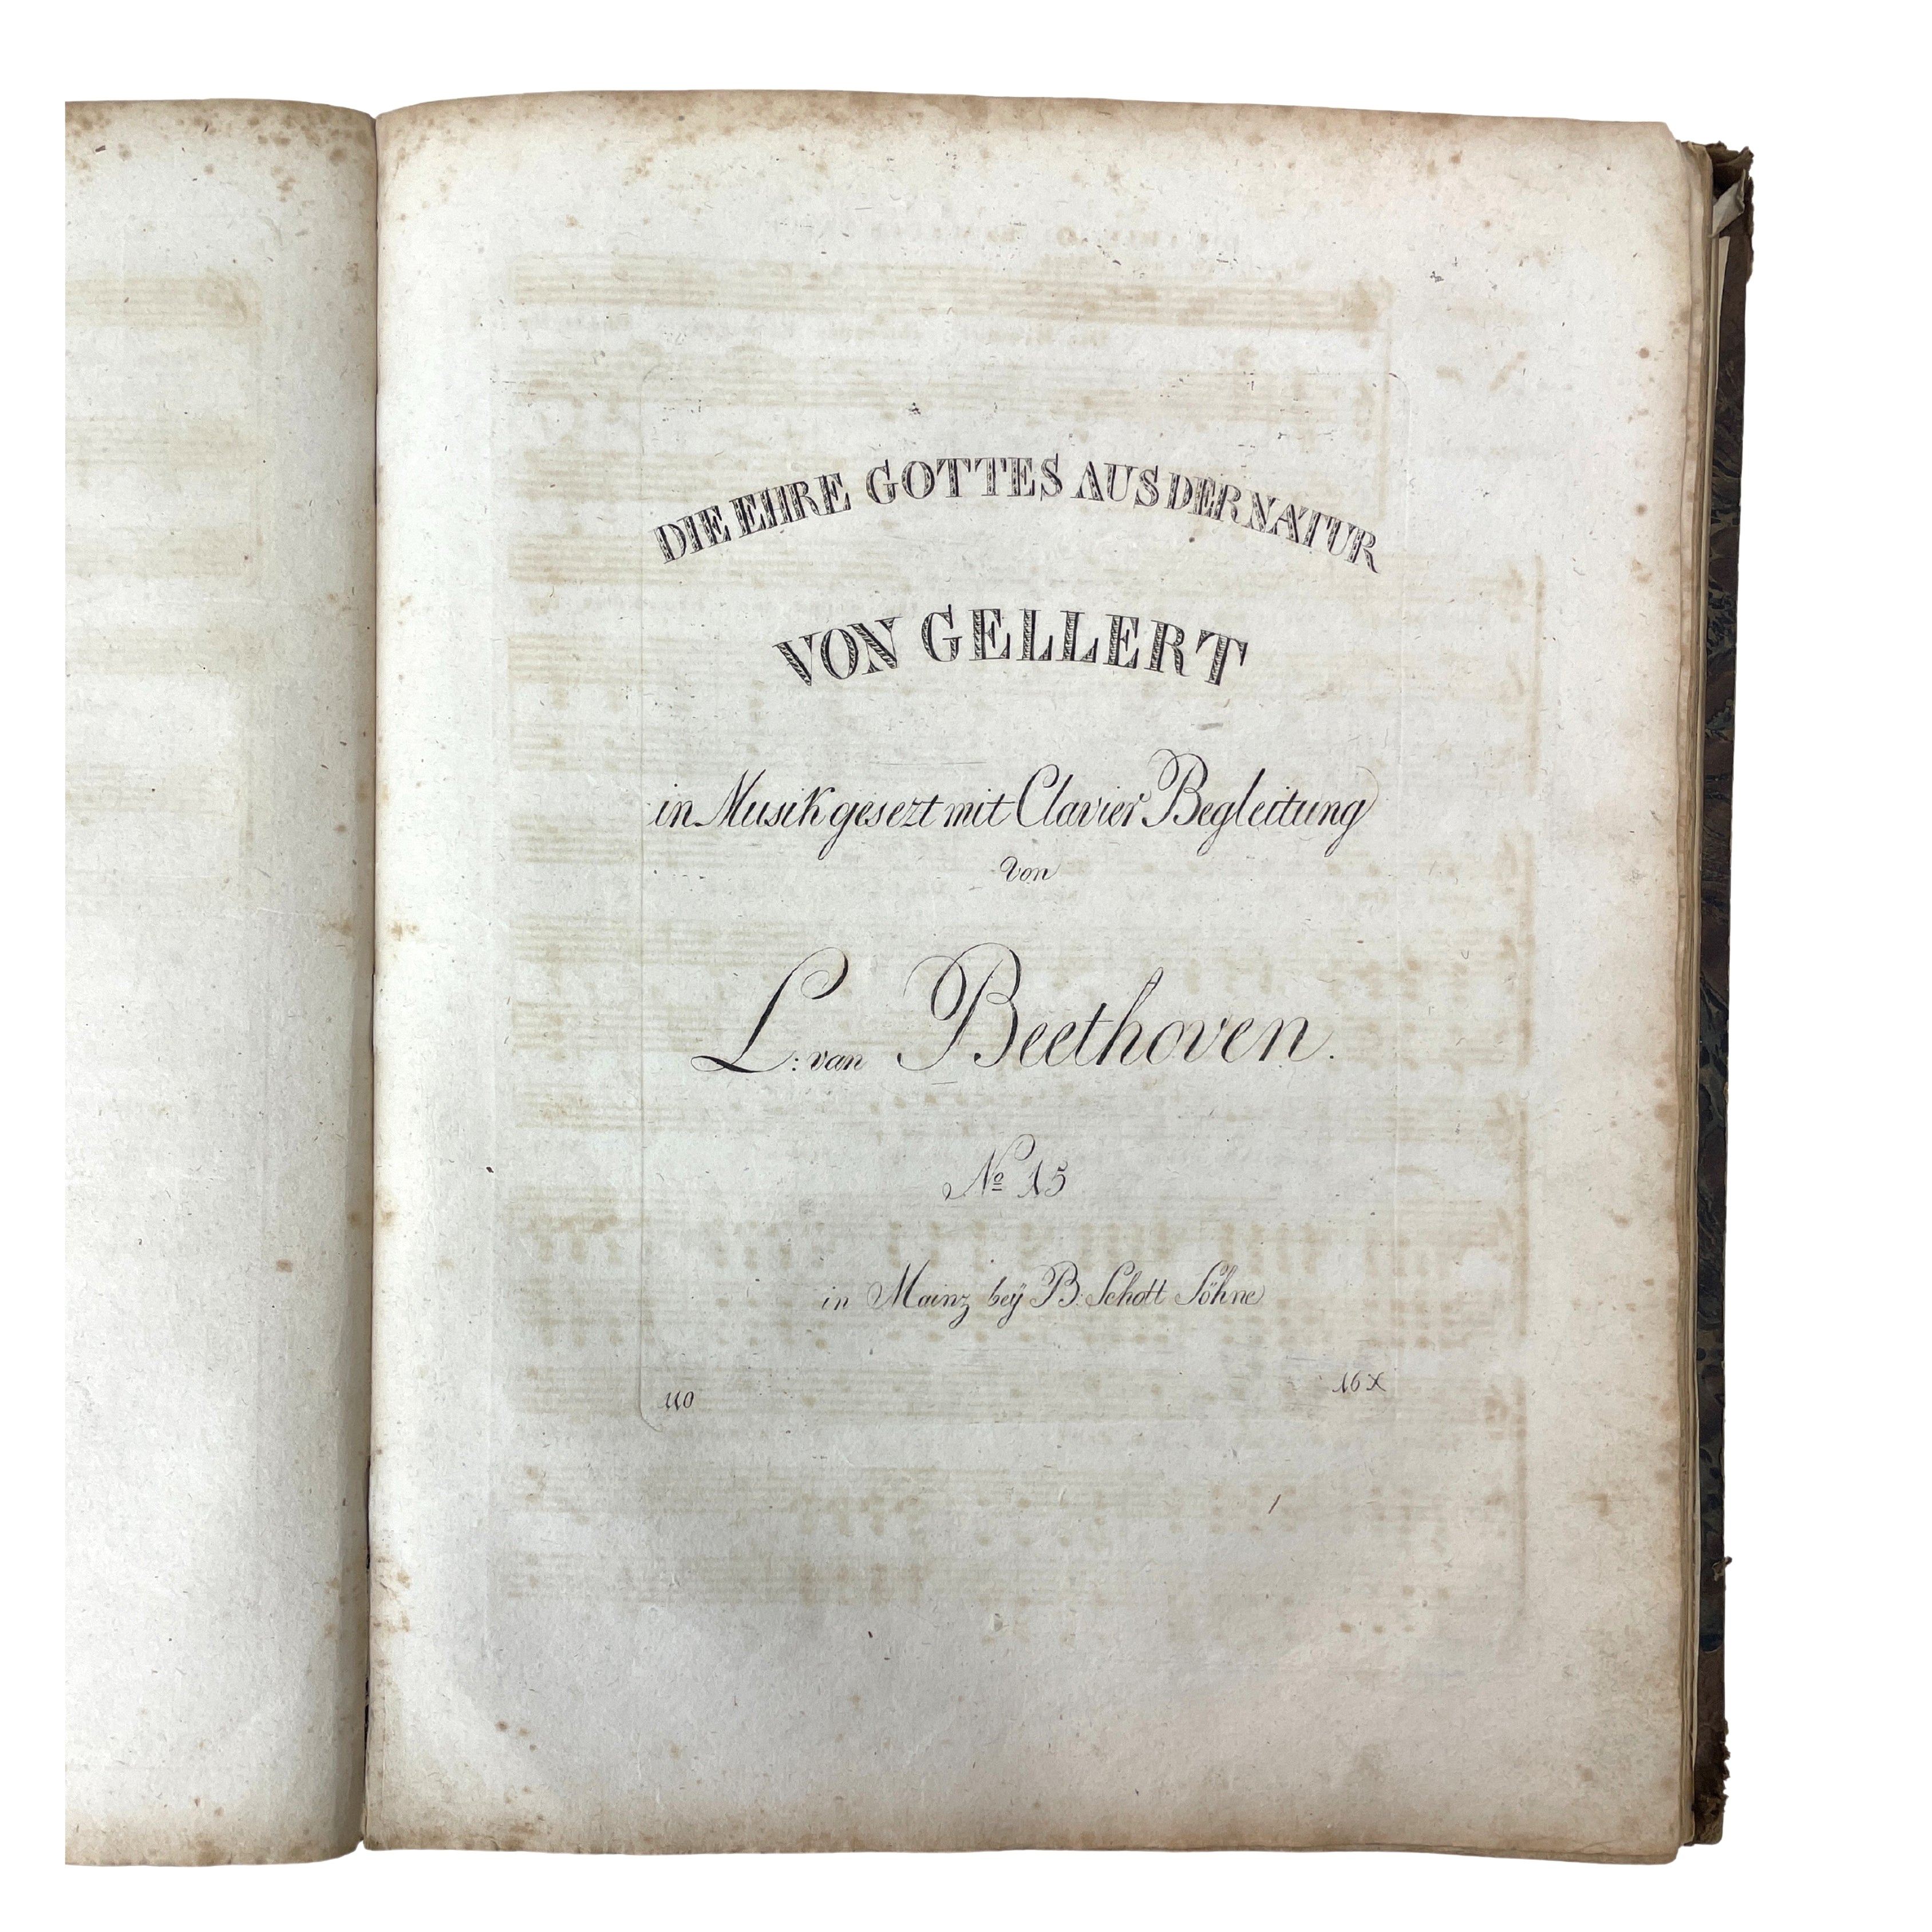 DIE EHRE GOTTES AUS DER NATUR
VON GELLERT
in Musik gesezt mit Clavier Begleitung
Von
L: van Beethoven.
Nº 15
in Mainz beÿ B: Schott Söhne
110
16 X